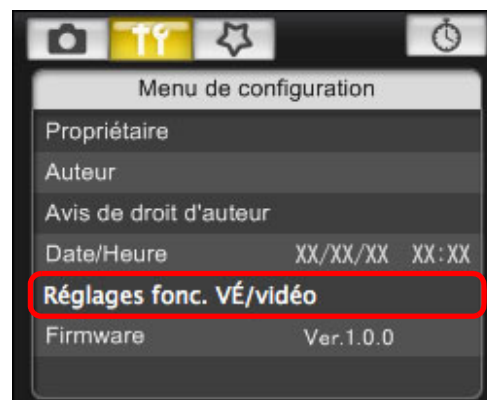 Menu de configuration
Propriétaire
Auteur
Avis de droit d'auteur
Date/Heure XX/XX/XX XX:XX
Réglages fonc. VÉ/vidéo
Firmware Ver.1.0.0